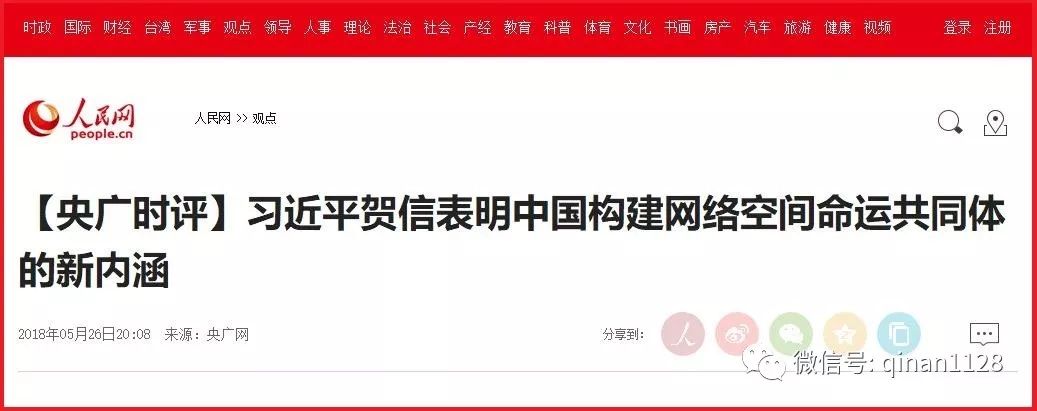 时政 国际 财经 台湾 军事 观点 领导 人事 理论 法治 社会 产经 教育 科普 体育 文化 书画 房产 汽车 旅游 健康 视频 登录 注册
人民网 people.cn
人民网 >> 观点
【央广时评】习近平贺信表明中国构建网络空间命运共同体
的新内涵
2018年05月26日20:08 来源：央广网 分享到： 人
微信号: qinan1128